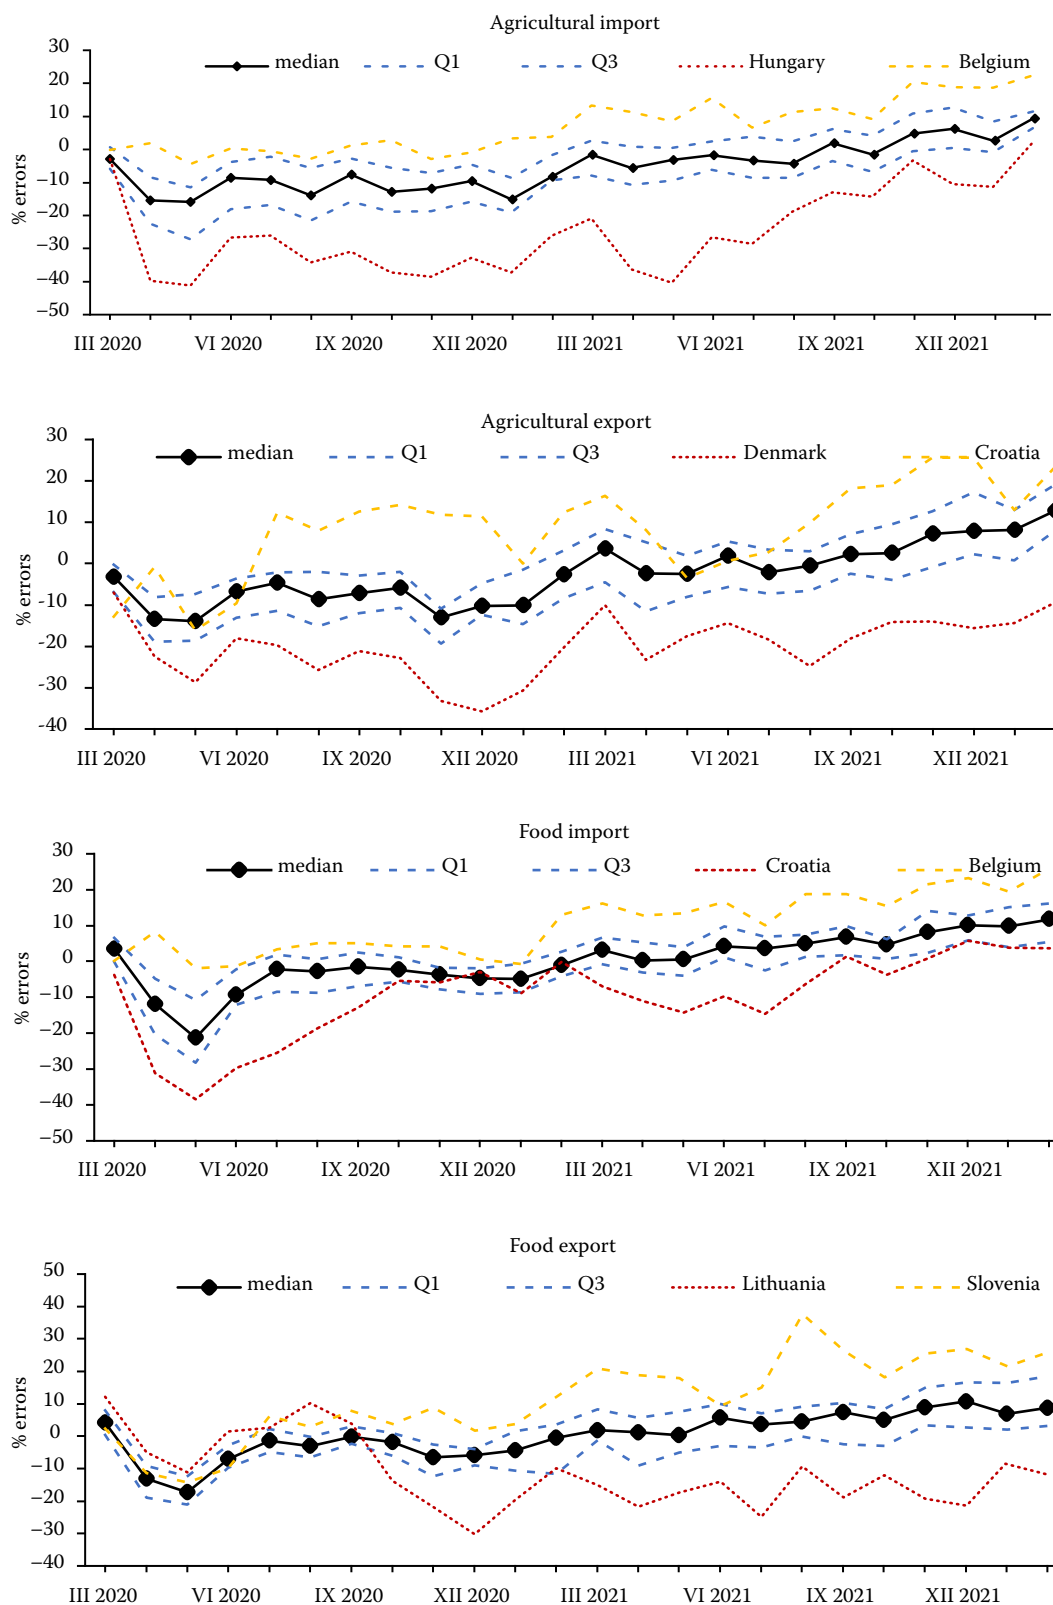 Agricultural import
30
median Q1 Q3 Hungary Belgium
20
10
0
% errors
−10
−20
−30
−40
−50
III 2020 VI 2020 IX 2020 XII 2020 III 2021 VI 2021 IX 2021 XII 2021
Agricultural export
30
median Q1 Q3 Denmark Croatia
20
10
0
% errors
-10
-20
-30
-40
III 2020 VI 2020 IX 2020 XII 2020 III 2021 VI 2021 IX 2021 XII 2021
Food import
30
median Q1 Q3 Croatia Belgium
20
10
0
% errors
−10
−20
−30
−40
−50
III 2020 VI 2020 IX 2020 XII 2020 III 2021 VI 2021 IX 2021 XII 2021
Food export
50
median Q1 Q3 Lithuania Slovenia
40
30
20
10
% errors
0
−10
−20
−30
−40
III 2020 VI 2020 IX 2020 XII 2020 III 2021 VI 2021 IX 2021 XII 2021